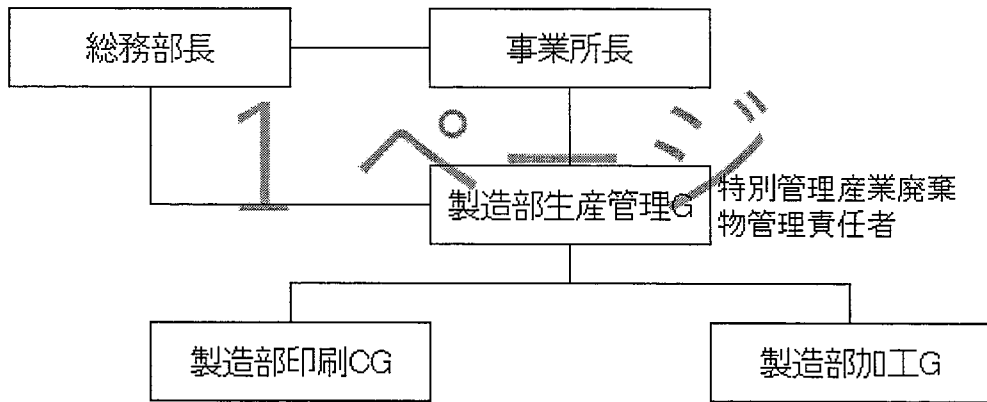 総務部長
事業所長
1 ページ
製造部生産管理G
特別管理産業廃棄
物管理責任者
製造部印刷CG
製造部加工G